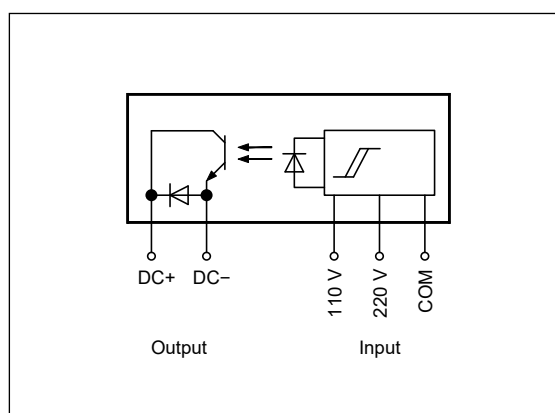 DC+ DC−
110 V
220 V
COM
Output
Input